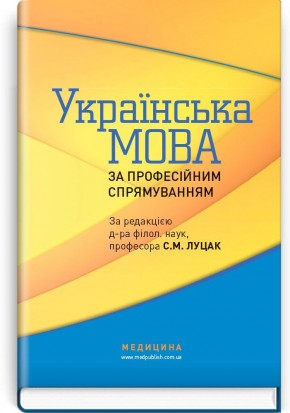 Українська
МОВА
ЗА ПРОФЕСІЙНИМ
СПРЯМУВАННЯМ
За редакцією
д-ра філол. наук,
професора С.М. ЛУЦАК
МЕДИЦИНА
www.medpublish.com.ua